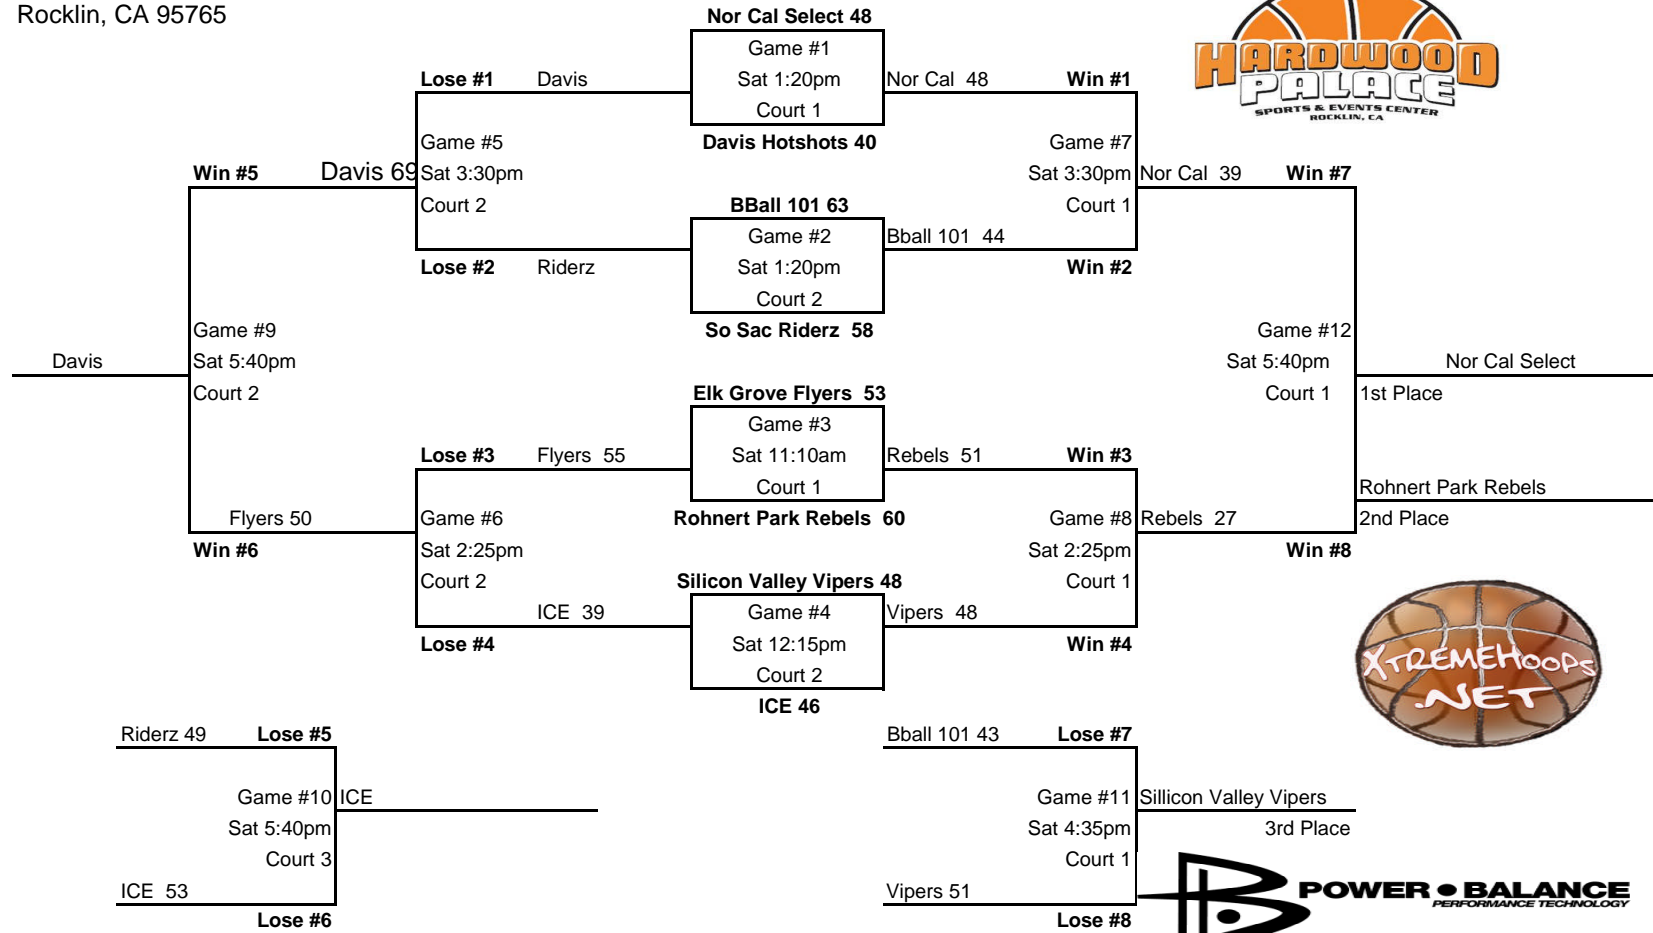 Rocklin, CA 95765
Nor Cal Select 48
Game #1
Sat 1:20pm
Court 1
Davis Hotshots 40
HARDWOOD
PALACE
SPORTS & EVENTS CENTER
ROCKLIN, CA
Lose #1 Davis
Nor Cal 48 Win #1
Game #5
Sat 3:30pm
Court 2
Game #7
Sat 3:30pm
Court 1
Win #5 Davis 69
Nor Cal 39 Win #7
BBall 101 63
Game #2
Sat 1:20pm
Court 2
So Sac Riderz 58
Bball 101 44
Lose #2 Riderz
Win #2
Game #9
Sat 5:40pm
Court 2
Davis
Game #12
Sat 5:40pm
Court 1
Nor Cal Select
1st Place
Elk Grove Flyers 53
Game #3
Sat 11:10am
Court 1
Rohnert Park Rebels 60
Lose #3 Flyers 55
Rebels 51 Win #3
Rohnert Park Rebels
2nd Place
Flyers 50
Win #6
Game #6
Sat 2:25pm
Court 2
Game #8
Sat 2:25pm
Court 1
Rebels 27
Win #8
Silicon Valley Vipers 48
Game #4
Sat 12:15pm
Court 2
ICE 46
ICE 39
Lose #4
Vipers 48
Win #4
XTREMEHOOPS
.NET
Riderz 49 Lose #5
Game #10
Sat 5:40pm
Court 3
ICE
ICE 53
Lose #6
Bball 101 43 Lose #7
Game #11
Sat 4:35pm
Court 1
Sillicon Valley Vipers
3rd Place
Vipers 51
Lose #8
POWER BALANCE
PERFORMANCE TECHNOLOGY